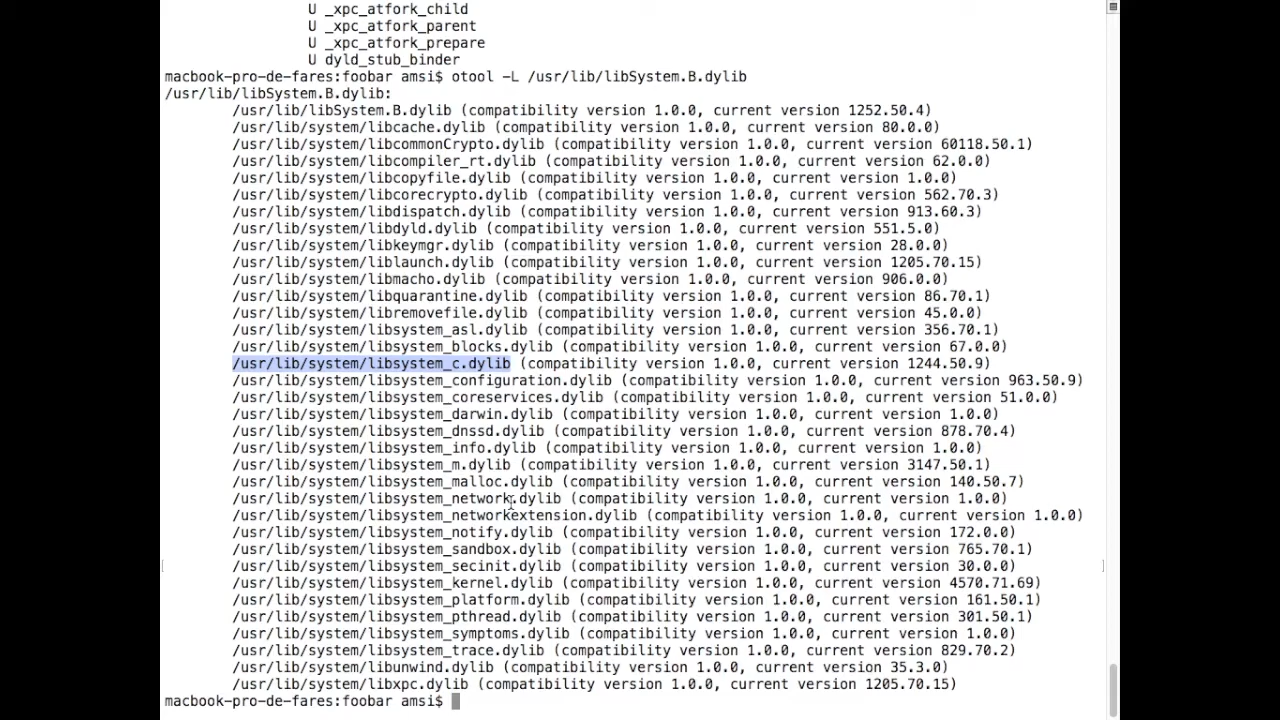 U _xpc_atfork_child
U _xpc_atfork_parent
U _xpc_atfork_prepare
U dyld_stub_binder
macbook-pro-de-fares:foobar amsi$ otool -L /usr/lib/libSystem.B.dylib
/usr/lib/libSystem.B.dylib:
/usr/lib/libSystem.B.dylib (compatibility version 1.0.0, current version 1252.50.4)
/usr/lib/system/libcache.dylib (compatibility version 1.0.0, current version 80.0.0)
/usr/lib/system/libcommonCrypto.dylib (compatibility version 1.0.0, current version 60118.50.1)
/usr/lib/system/libcompiler_rt.dylib (compatibility version 1.0.0, current version 62.0.0)
/usr/lib/system/libcopyfile.dylib (compatibility version 1.0.0, current version 1.0.0)
/usr/lib/system/libcorecrypto.dylib (compatibility version 1.0.0, current version 562.70.3)
/usr/lib/system/libdispatch.dylib (compatibility version 1.0.0, current version 913.60.3)
/usr/lib/system/libdyld.dylib (compatibility version 1.0.0, current version 551.5.0)
/usr/lib/system/libkeymgr.dylib (compatibility version 1.0.0, current version 28.0.0)
/usr/lib/system/liblaunch.dylib (compatibility version 1.0.0, current version 1205.70.15)
/usr/lib/system/libmacho.dylib (compatibility version 1.0.0, current version 906.0.0)
/usr/lib/system/libquarantine.dylib (compatibility version 1.0.0, current version 86.70.1)
/usr/lib/system/libremovefile.dylib (compatibility version 1.0.0, current version 45.0.0)
/usr/lib/system/libsystem_asl.dylib (compatibility version 1.0.0, current version 356.70.1)
/usr/lib/system/libsystem_blocks.dylib (compatibility version 1.0.0, current version 67.0.0)
/usr/lib/system/libsystem_c.dylib (compatibility version 1.0.0, current version 1244.50.9)
/usr/lib/system/libsystem_configuration.dylib (compatibility version 1.0.0, current version 963.50.9)
/usr/lib/system/libsystem_coreservices.dylib (compatibility version 1.0.0, current version 51.0.0)
/usr/lib/system/libsystem_darwin.dylib (compatibility version 1.0.0, current version 1.0.0)
/usr/lib/system/libsystem_dnssd.dylib (compatibility version 1.0.0, current version 878.70.4)
/usr/lib/system/libsystem_info.dylib (compatibility version 1.0.0, current version 1.0.0)
/usr/lib/system/libsystem_m.dylib (compatibility version 1.0.0, current version 3147.50.1)
/usr/lib/system/libsystem_malloc.dylib (compatibility version 1.0.0, current version 140.50.7)
/usr/lib/system/libsystem_network.dylib (compatibility version 1.0.0, current version 1.0.0)
/usr/lib/system/libsystem_networkextension.dylib (compatibility version 1.0.0, current version 1.0.0)
/usr/lib/system/libsystem_notify.dylib (compatibility version 1.0.0, current version 172.0.0)
/usr/lib/system/libsystem_sandbox.dylib (compatibility version 1.0.0, current version 765.70.1)
/usr/lib/system/libsystem_secinit.dylib (compatibility version 1.0.0, current version 30.0.0)
/usr/lib/system/libsystem_kernel.dylib (compatibility version 1.0.0, current version 4570.71.69)
/usr/lib/system/libsystem_platform.dylib (compatibility version 1.0.0, current version 161.50.1)
/usr/lib/system/libsystem_pthread.dylib (compatibility version 1.0.0, current version 301.50.1)
/usr/lib/system/libsystem_symptoms.dylib (compatibility version 1.0.0, current version 1.0.0)
/usr/lib/system/libsystem_trace.dylib (compatibility version 1.0.0, current version 829.70.2)
/usr/lib/system/libunwind.dylib (compatibility version 1.0.0, current version 35.3.0)
/usr/lib/system/libxpc.dylib (compatibility version 1.0.0, current version 1205.70.15)
macbook-pro-de-fares:foobar amsi$